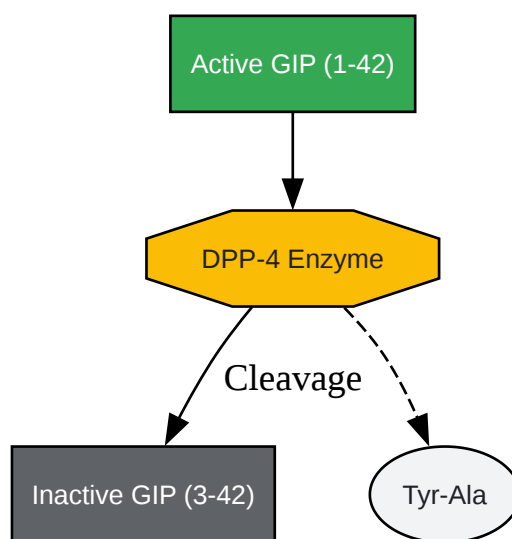 Active GIP (1-42)
DPP-4 Enzyme
Cleavage
Inactive GIP (3-42)
Tyr-Ala